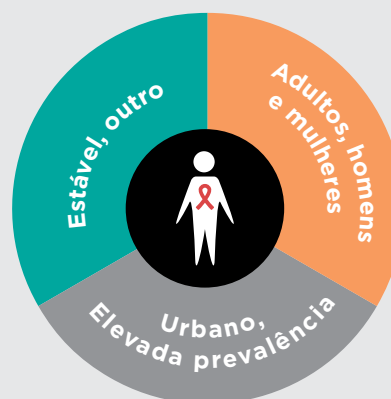 Estável, outro
Adultos, homens
e mulheres
Urbano,
Elevada prevalência